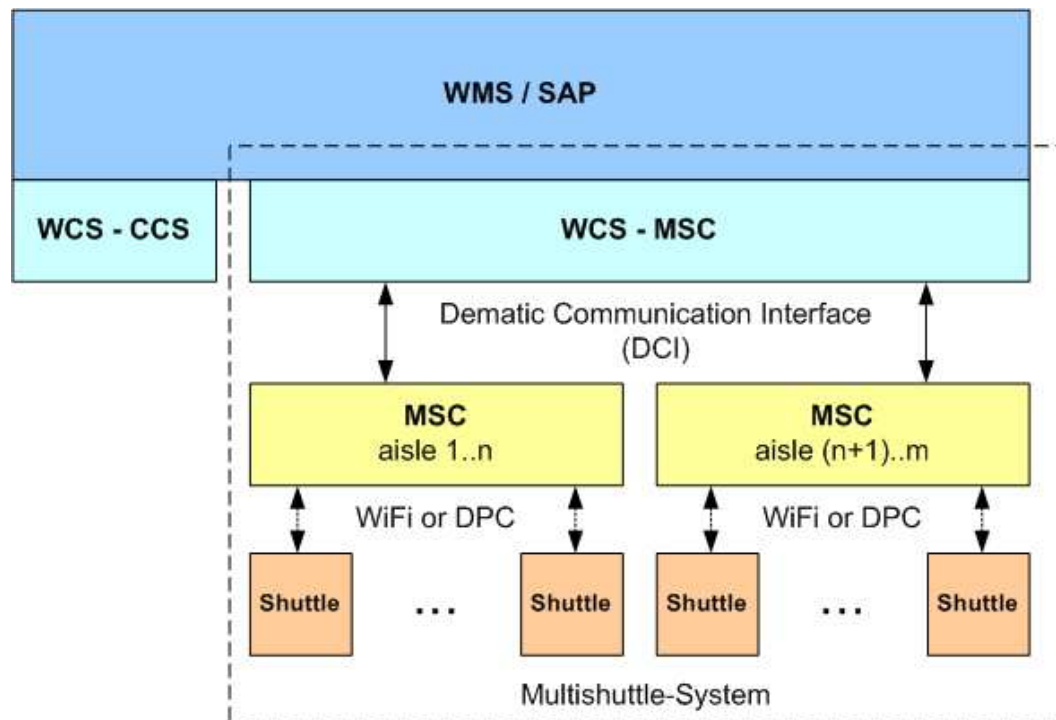 WMS / SAP
WCS - CCS
WCS - MSC
Dematic Communication Interface
(DCI)
MSC
aisle 1..n
MSC
aisle (n+1)..m
WiFi or DPC
WiFi or DPC
Shuttle
...
Shuttle
Shuttle
...
Shuttle
Multishuttle-System